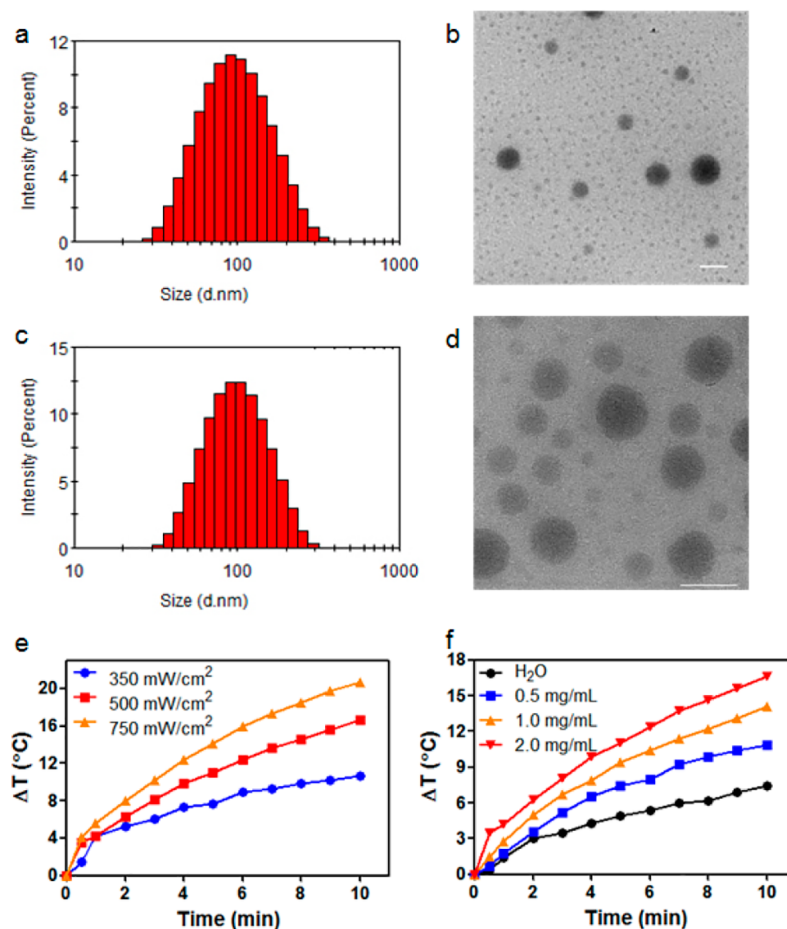 a
12
8
4
0
Intensity (Percent)
10
100
1000
Size (d.nm)
b
c
15
10
5
0
Intensity (Percent)
10
100
1000
Size (d.nm)
d
e
350 mW/cm²
500 mW/cm²
750 mW/cm²
20
16
12
8
4
0
ΔT (°C)
0
2
4
6
8
10
Time (min)
f
H₂O
0.5 mg/mL
1.0 mg/mL
2.0 mg/mL
18
15
12
9
6
3
0
ΔT (°C)
0
2
4
6
8
10
Time (min)